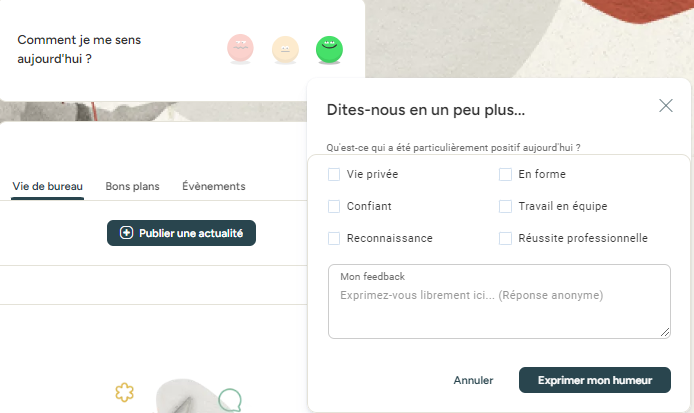 Comment je me sens
aujourd'hui ?
Dites-nous en un peu plus...
Qu'est-ce qui a été particulièrement positif aujourd'hui ?
Vie privée
En forme
Confiant
Travail en équipe
Reconnaissance
Réussite professionnelle
Mon feedback
Exprimez-vous librement ici... (Réponse anonyme)
Annuler
Exprimer mon humeur
Vie de bureau
Bons plans
Évènements
Publier une actualité